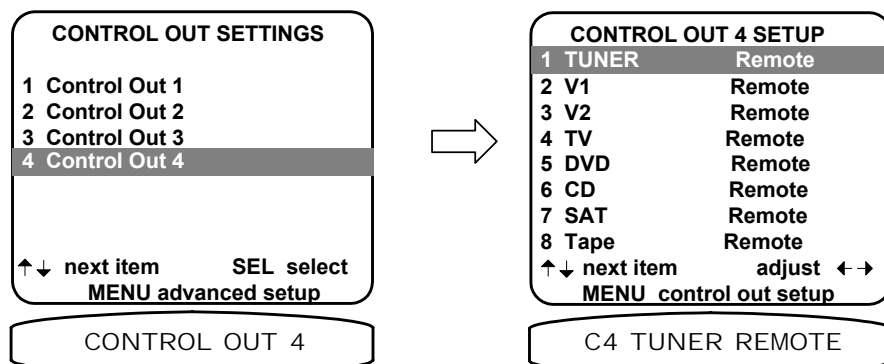 CONTROL OUT SETTINGS
1 Control Out 1
2 Control Out 2
3 Control Out 3
4 Control Out 4
↑↓ next item SEL select
MENU advanced setup
CONTROL OUT 4
CONTROL OUT 4 SETUP
1 TUNER Remote
2 V1 Remote
3 V2 Remote
4 TV Remote
5 DVD Remote
6 CD Remote
7 SAT Remote
8 Tape Remote
↑↓ next item adjust ←→
MENU control out setup
C4 TUNER REMOTE